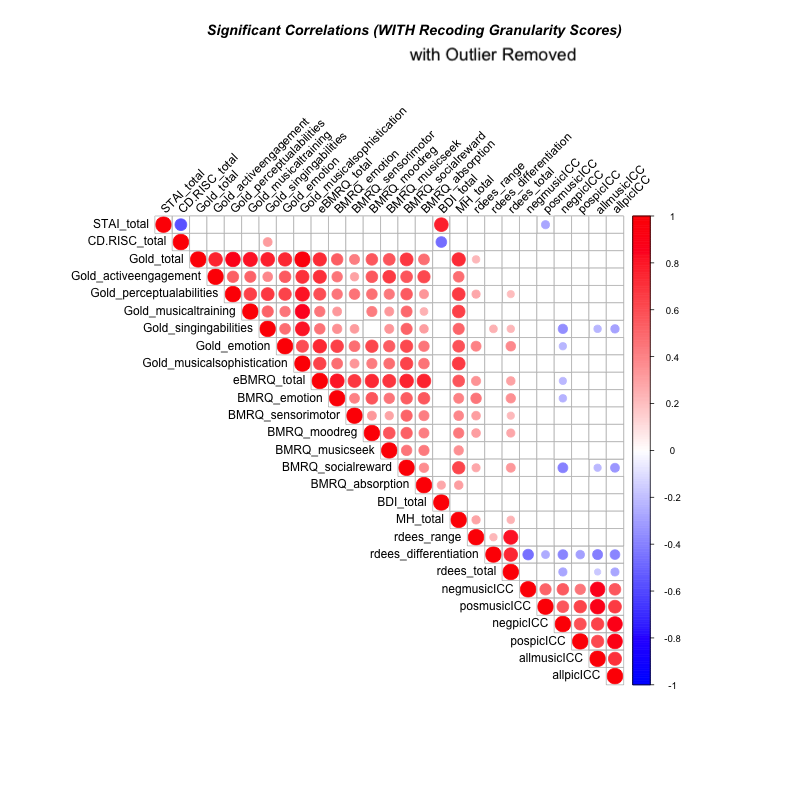 Significant Correlations (WITH Recoding Granularity Scores)
with Outlier Removed
STAI_total
CD.RISC_total
Gold_total
Gold_activeengagement
Gold_perceptualabilities
Gold_musicaltraining
Gold_singingabilities
Gold_emotion
Gold_musicalsophistication
eBMRQ_total
BMRQ_emotion
BMRQ_sensorimotor
BMRQ_moodreg
BMRQ_musicseek
BMRQ_socialreward
BMRQ_absorption
BDI_total
MH_total
rdees_range
rdees_differentiation
rdees_total
negmusicICC
posmusicICC
negpicICC
pospicICC
allmusicICC
allpicICC
STAI_total
CD.RISC_total
Gold_total
Gold_activeengagement
Gold_perceptualabilities
Gold_musicaltraining
Gold_singingabilities
Gold_emotion
Gold_musicalsophistication
eBMRQ_total
BMRQ_emotion
BMRQ_sensorimotor
BMRQ_moodreg
BMRQ_musicseek
BMRQ_socialreward
BMRQ_absorption
BDI_total
MH_total
rdees_range
rdees_differentiation
rdees_total
negmusicICC
posmusicICC
negpicICC
pospicICC
allmusicICC
allpicICC
1
0.8
0.6
0.4
0.2
0
-0.2
-0.4
-0.6
-0.8
-1